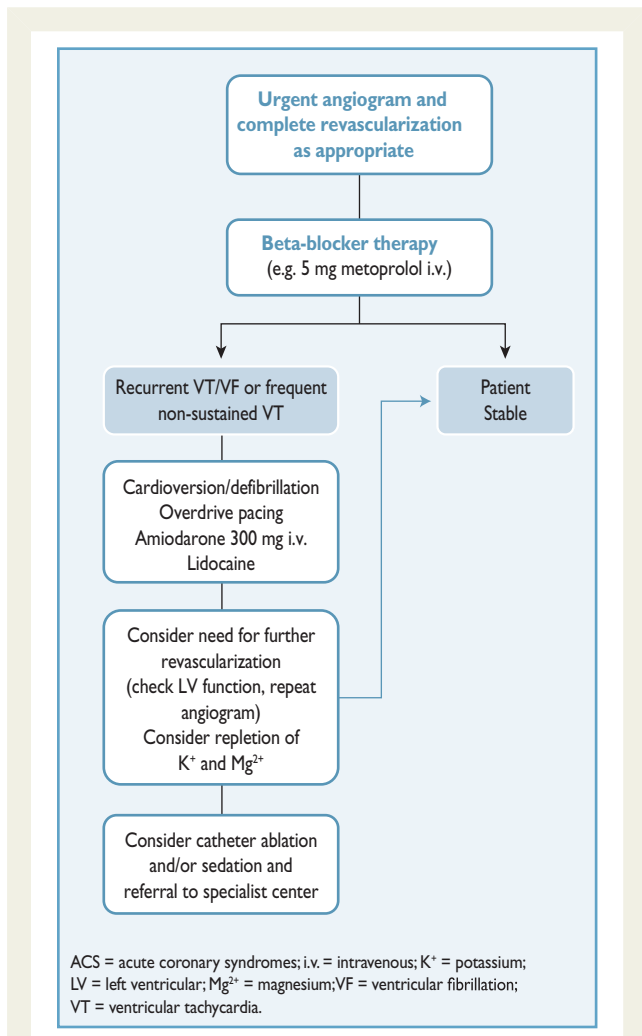 Urgent angiogram and
complete revascularization
as appropriate
Beta-blocker therapy
(e.g. 5 mg metoprolol i.v.)
Recurrent VT/VF or frequent
non-sustained VT
Patient
Stable
Cardioversion/defibrillation
Overdrive pacing
Amiodarone 300 mg i.v.
Lidocaine
Consider need for further
revascularization
(check LV function, repeat
angiogram)
Consider repletion of
K⁺ and Mg²⁺
Consider catheter ablation
and/or sedation and
referral to specialist center
ACS = acute coronary syndromes; i.v. = intravenous; K⁺ = potassium;
LV = left ventricular; Mg²⁺ = magnesium;VF = ventricular fibrillation;
VT = ventricular tachycardia.